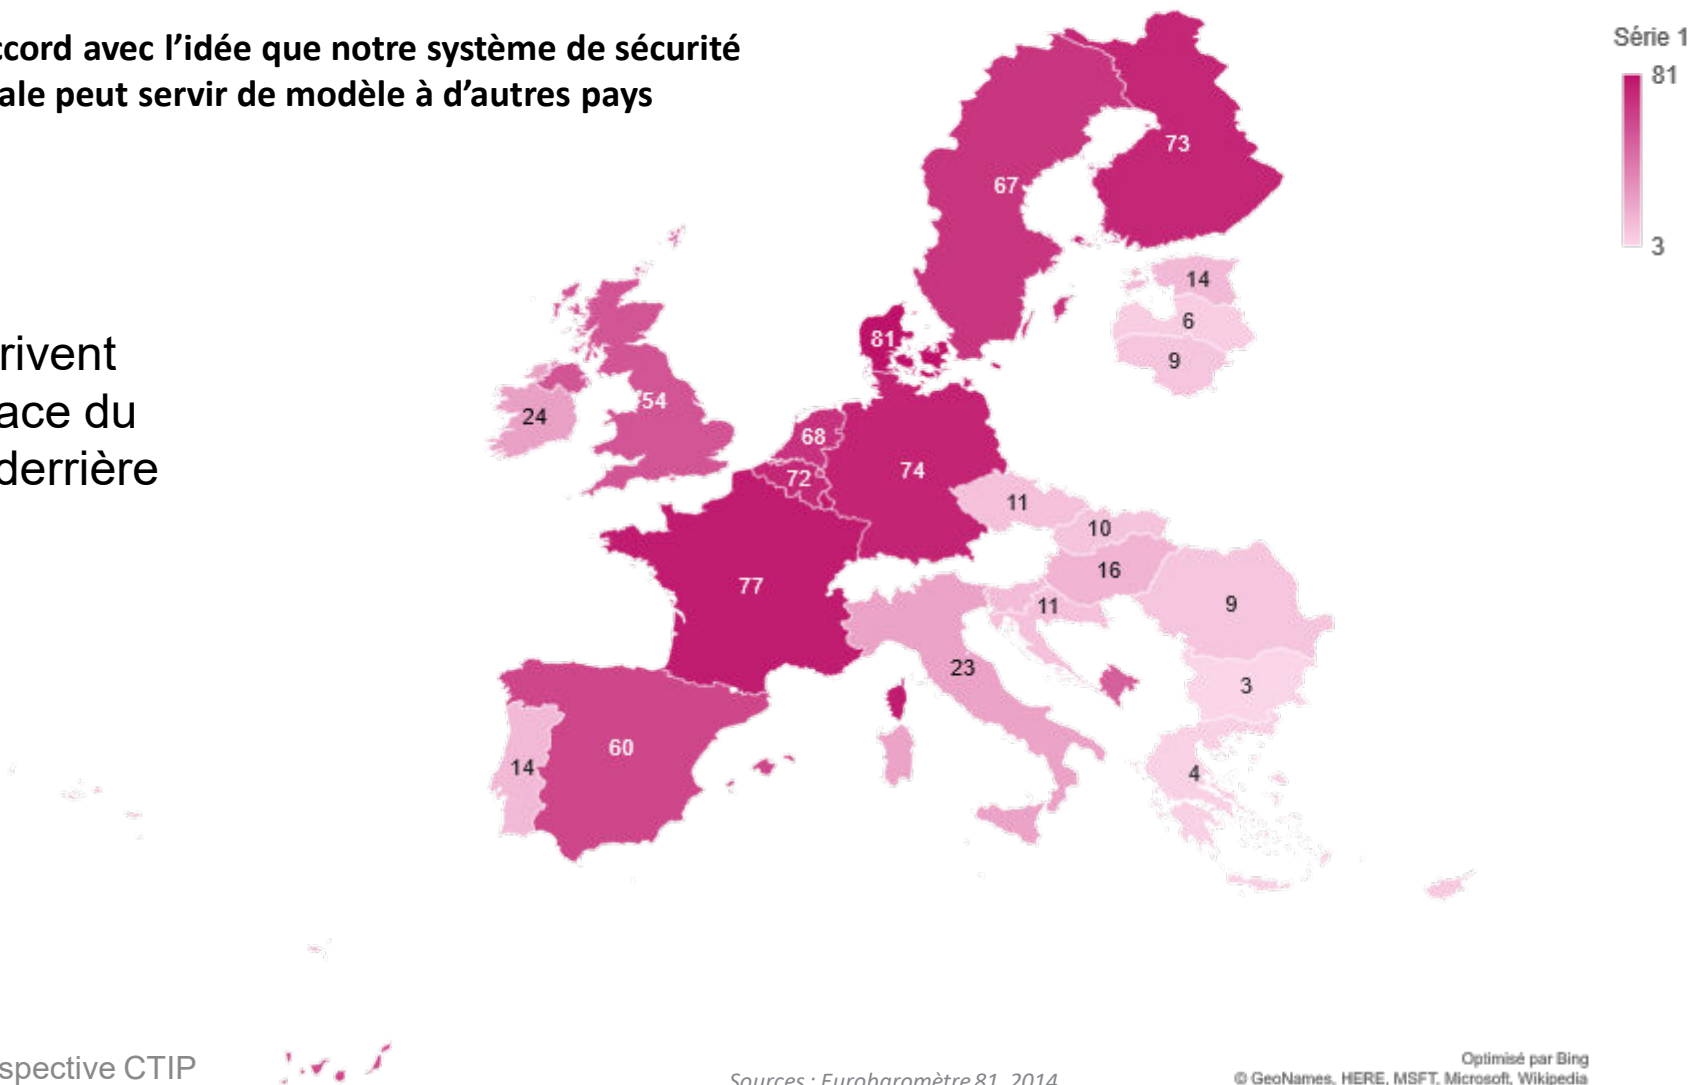 ccord avec l’idée que notre système de sécurité
ale peut servir de modèle à d’autres pays
Série 1
81
3
73
67
14
6
9
81
54
24
68
72
74
11
10
16
11
9
77
23
3
60
14
4
rivent
ace du
derrière
spective CTIP
Sources : Eurobaromètre 81, 2014
Optimisé par Bing
© GeoNames, HERE, MSFT, Microsoft, Wikipedia